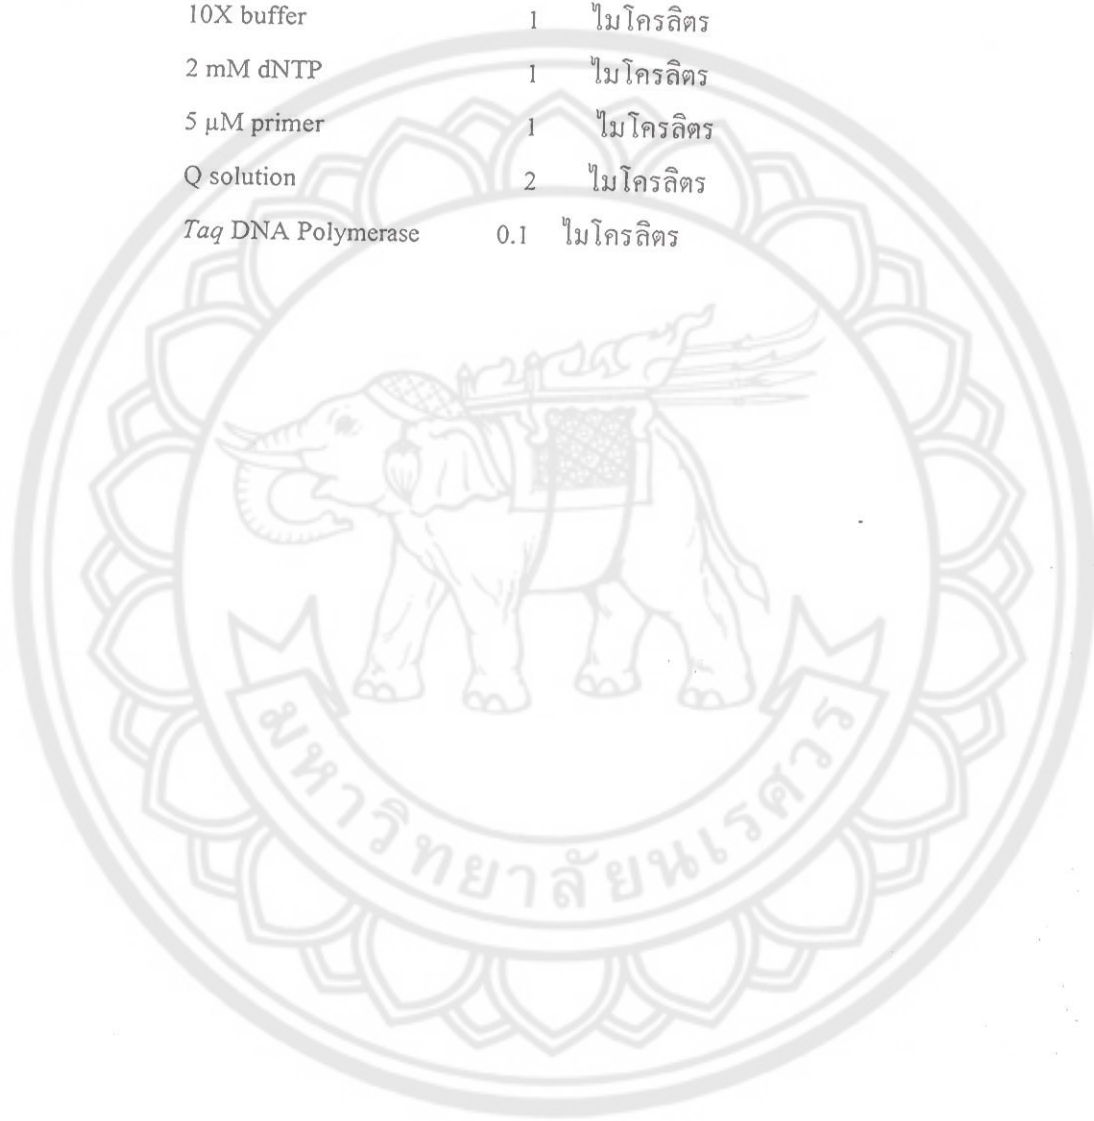 10X buffer 1 ไมโครลิตร
2 mM dNTP 1 ไมโครลิตร
5 µM primer 1 ไมโครลิตร
Q solution 2 ไมโครลิตร
Taq DNA Polymerase 0.1 ไมโครลิตร
มหาวิทยาลัยนเรศวร